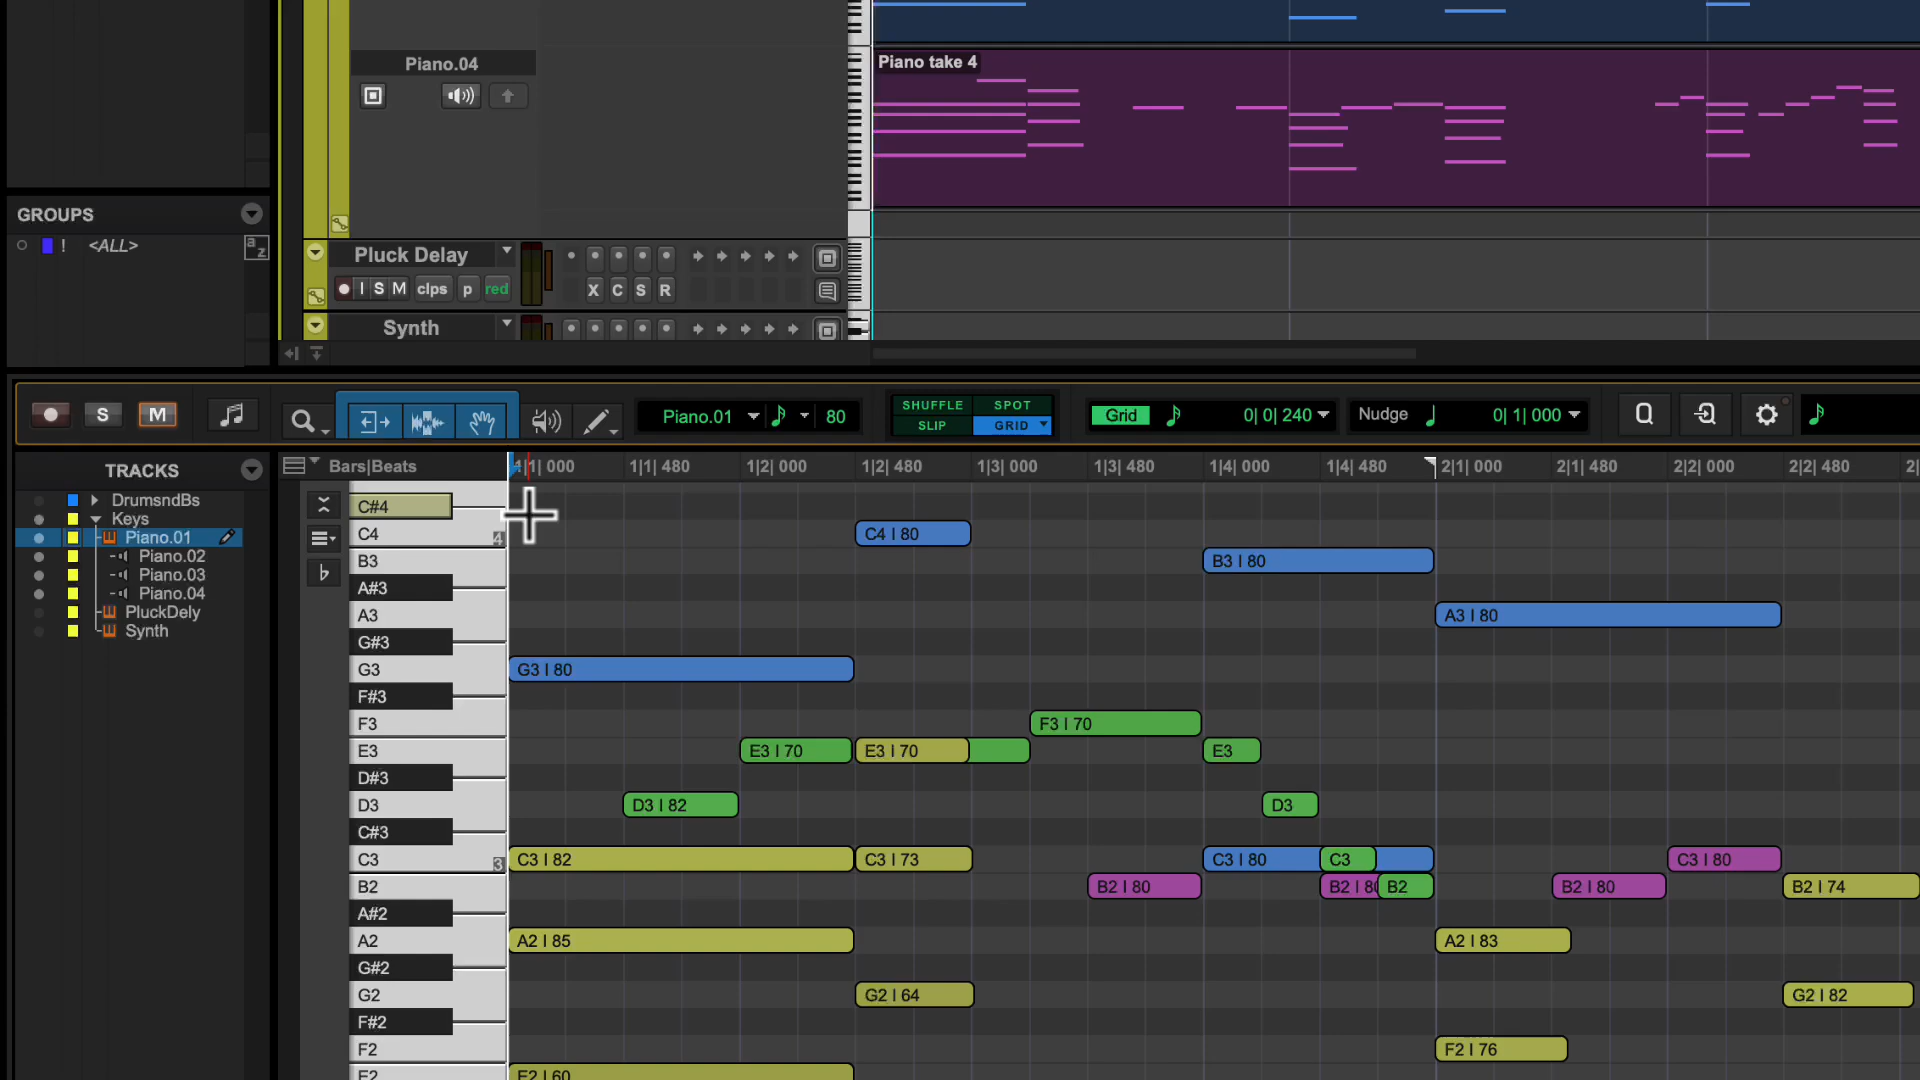 Piano.04
Piano take 4
GROUPS
! <ALL>
a z
Pluck Delay
I S M clps p red
X C S R
Synth
S M
Piano.01 80
SHUFFLE SPOT
SLIP GRID
Grid 0| 0| 240
Nudge 0| 1| 000
TRACKS
DrumsndBs
Keys
Piano.01
Piano.02
Piano.03
Piano.04
PluckDely
Synth
Bars|Beats
1|1| 000 1|1| 480 1|2| 000 1|2| 480 1|3| 000 1|3| 480 1|4| 000 1|4| 480 2|1| 000 2|1| 480 2|2| 000 2|2| 480 2|
C#4
C4 4 C4 | 80
B3 B3 | 80
A#3
A3 A3 | 80
G#3
G3 G3 | 80
F#3
F3 F3 | 70
E3 E3 | 70 E3 | 70 E3
D#3
D3 D3 | 82 D3
C#3
C3 3 C3 | 82 C3 | 73 C3 | 80 C3 C3 | 80
B2 B2 | 80 B2 | 80 B2 B2 | 80 B2 | 74
A#2
A2 A2 | 85 A2 | 83
G#2
G2 G2 | 64 G2 | 82
F#2
F2 F2 | 76
E2 E2 | 60